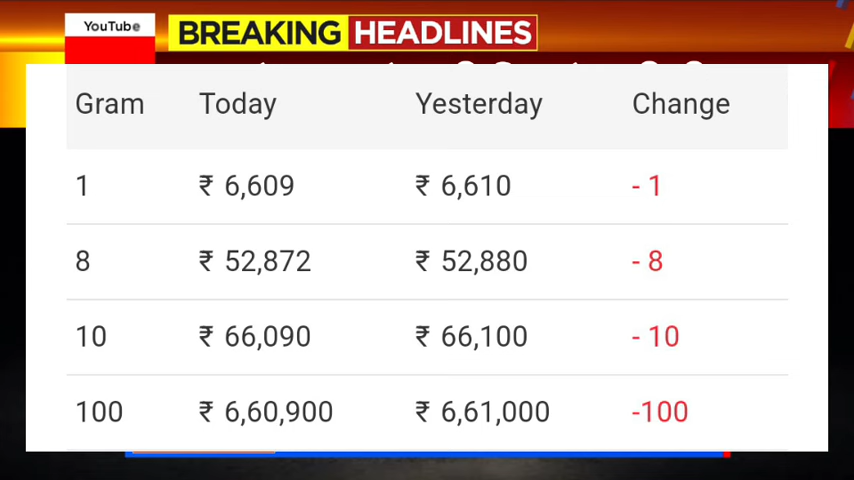 YouTube
BREAKING HEADLINES
Gram Today Yesterday Change
1 ₹ 6,609 ₹ 6,610 - 1
8 ₹ 52,872 ₹ 52,880 - 8
10 ₹ 66,090 ₹ 66,100 - 10
100 ₹ 6,60,900 ₹ 6,61,000 -100